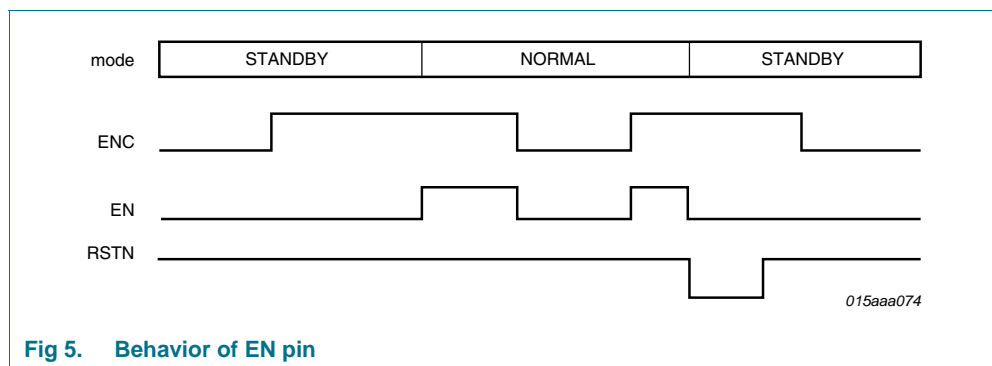 mode STANDBY NORMAL STANDBY
ENC
EN
RSTN
015aaa074
Fig 5. Behavior of EN pin